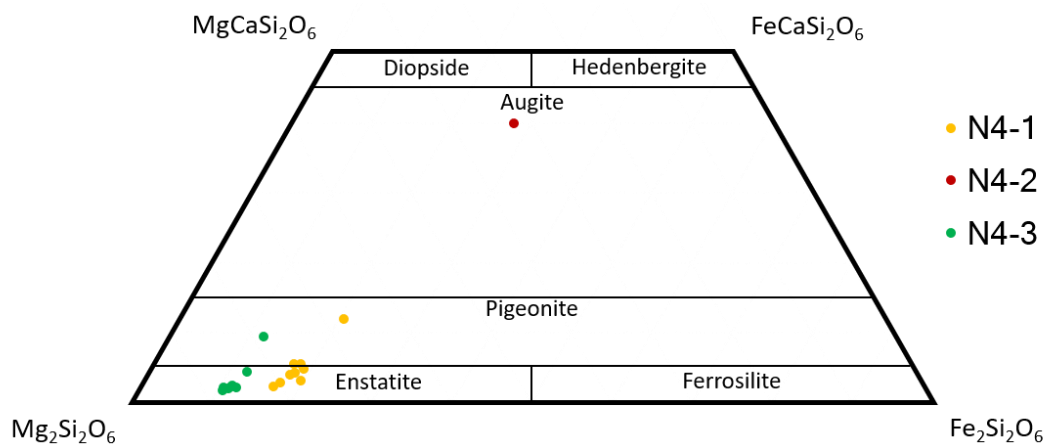 MgCaSi₂O₆
FeCaSi₂O₆
Diopside
Hedenbergite
Augite
N4-1
N4-2
N4-3
Pigeonite
Enstatite
Ferrosilite
Mg₂Si₂O₆
Fe₂Si₂O₆